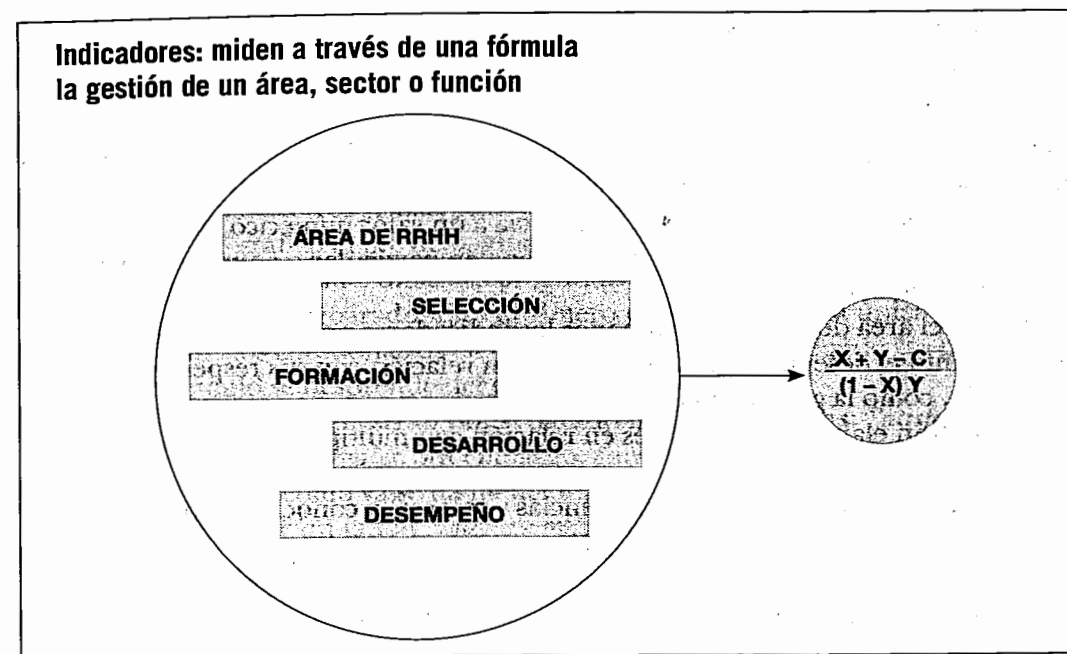 Indicadores: miden a través de una fórmula
la gestión de un área, sector o función
ÁREA DE RRHH
SELECCIÓN
FORMACIÓN
DESARROLLO
DESEMPEÑO
X + Y – C
(1 – X) Y